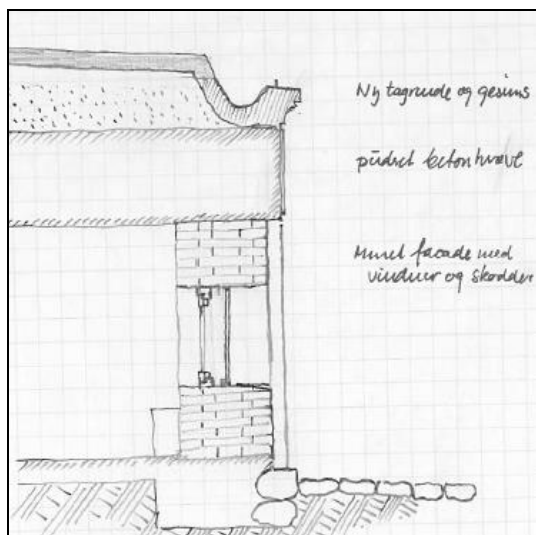 Ny tagrende og gesims
pudset betonhvælv
Muret facade med
vinduer og skodder